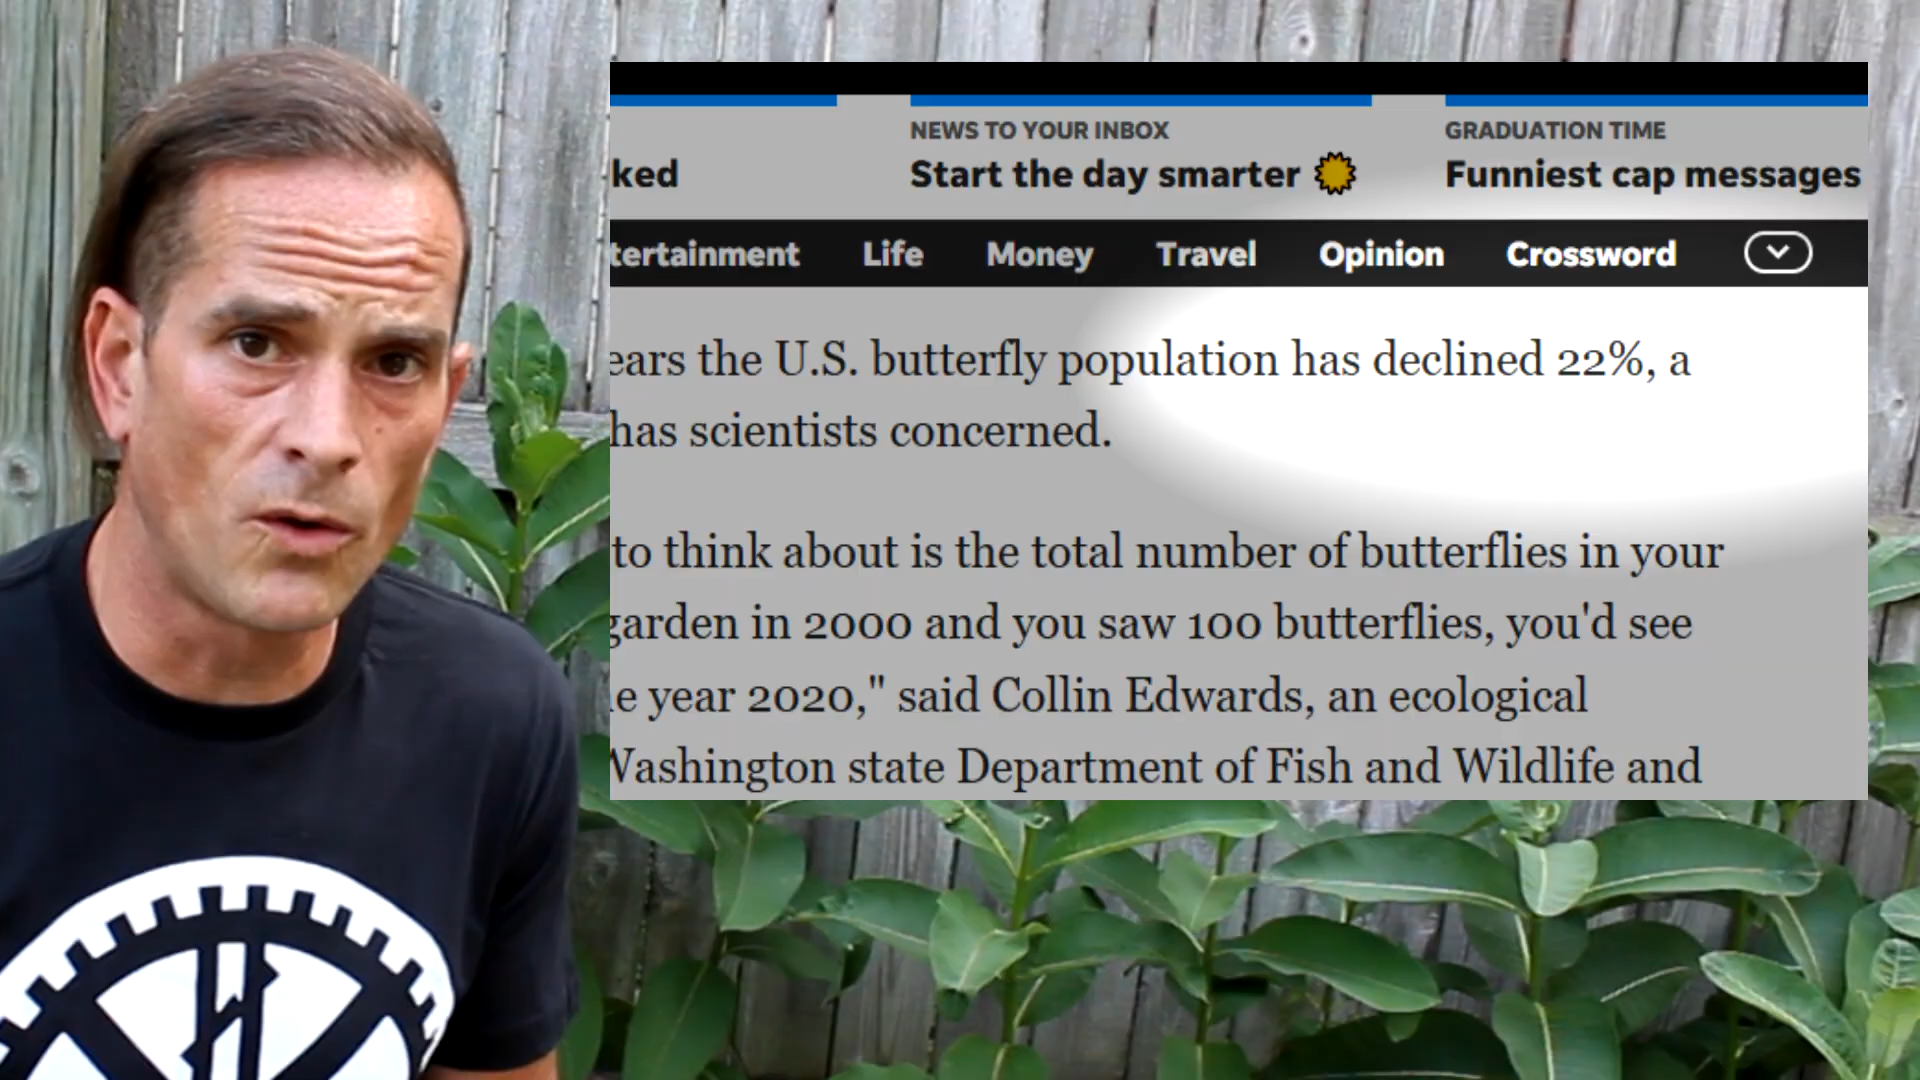 NEWS TO YOUR INBOX
GRADUATION TIME
ked
Start the day smarter
Funniest cap messages
tertainment Life Money Travel Opinion Crossword
ears the U.S. butterfly population has declined 22%, a
has scientists concerned.
to think about is the total number of butterflies in your
garden in 2000 and you saw 100 butterflies, you'd see
e year 2020," said Collin Edwards, an ecological
Washington state Department of Fish and Wildlife and